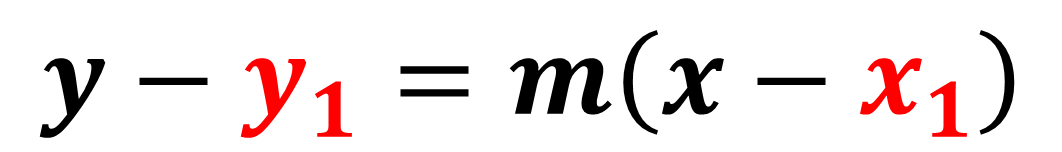 y − y₁ = m(x − x₁)